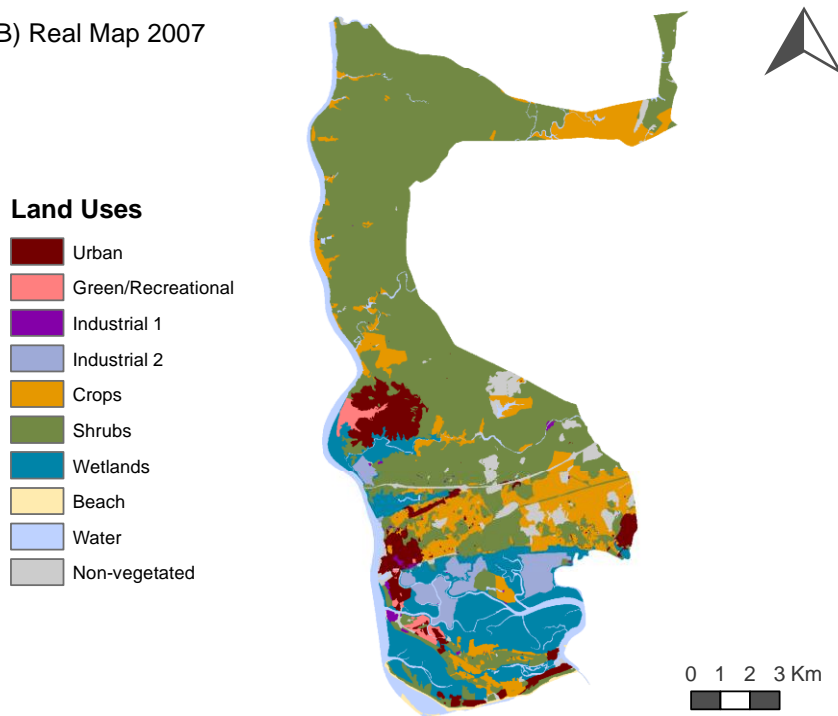 B) Real Map 2007
Land Uses
Urban
Green/Recreational
Industrial 1
Industrial 2
Crops
Shrubs
Wetlands
Beach
Water
Non-vegetated
0 1 2 3 Km